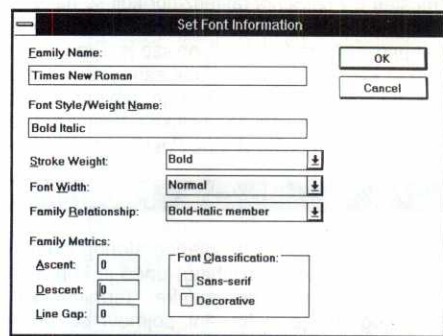 Set Font Information
Family Name:
Times New Roman
OK
Cancel
Font Style/Weight Name:
Bold Italic
Stroke Weight: Bold
Font Width: Normal
Family Relationship: Bold-italic member
Family Metrics:
Ascent: 0
Descent: 0
Line Gap: 0
Font Classification:
Sans-serif
Decorative